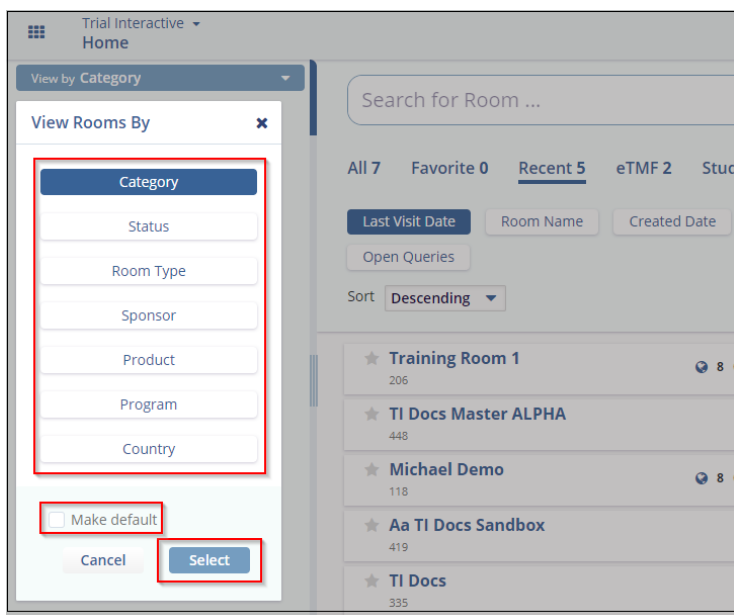 Trial Interactive
Home
View by Category
View Rooms By
Category
Status
Room Type
Sponsor
Product
Program
Country
Make default
Cancel Select
Search for Room ...
All 7 Favorite 0 Recent 5 eTMF 2
Last Visit Date Room Name Created Date
Open Queries
Sort Descending
Training Room 1
206
8
TI Docs Master ALPHA
448
Michael Demo
118
8
Aa TI Docs Sandbox
419
TI Docs
335